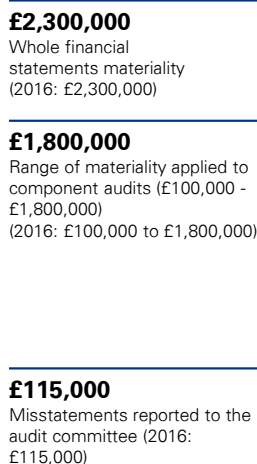 £2,300,000
Whole financial
statements materiality
(2016: £2,300,000)
£1,800,000
Range of materiality applied to
component audits (£100,000 -
£1,800,000)
(2016: £100,000 to £1,800,000)
£115,000
Misstatements reported to the
audit committee (2016:
£115,000)